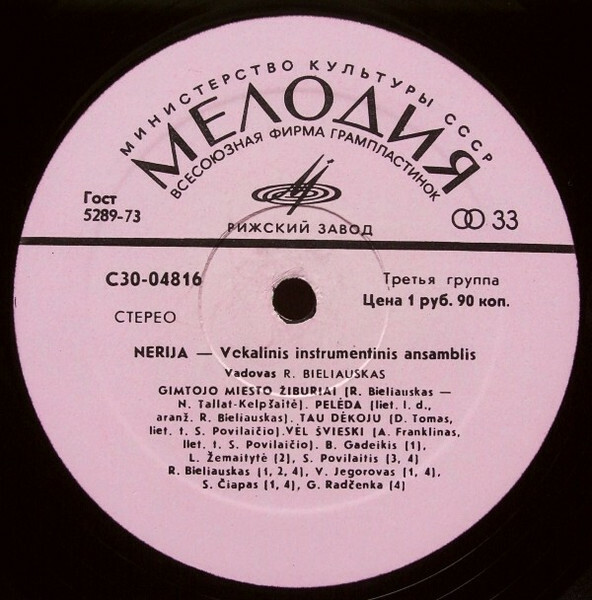 МИНИСТЕРСТВО КУЛЬТУРЫ СССР
МЕЛОДИЯ
ВСЕСОЮЗНАЯ ФИРМА ГРАМПЛАСТИНОК
РИЖСКИЙ ЗАВОД
Гост
5289-73
33
С30-04816
СТЕРЕО
Третья группа
Цена 1 руб. 90 коп.
NERIJA — Vokalinis instrumentinis ansamblis
Vadovas R. BIELIAUSKAS
GIMTOJO MIESTO ŽIBURIAI (R. Bieliauskas —
N. Tallat-Kelpšaitė). PELĖDA (liet. l. d.,
aranž. R. Bieliauskas). TAU DĖKOJU (D. Tomas,
liet. t. S. Povilaičio). VĖL ŠVIESKI (A. Franklinas,
liet. t. S. Povilaičio). B. Gadeikis (1),
L. Žemaitytė (2), S. Povilaitis (3, 4)
R. Bieliauskas (1, 2, 4), V. Jegorovas (1, 4),
S. Čiapas (1, 4), G. Radčenka (4)